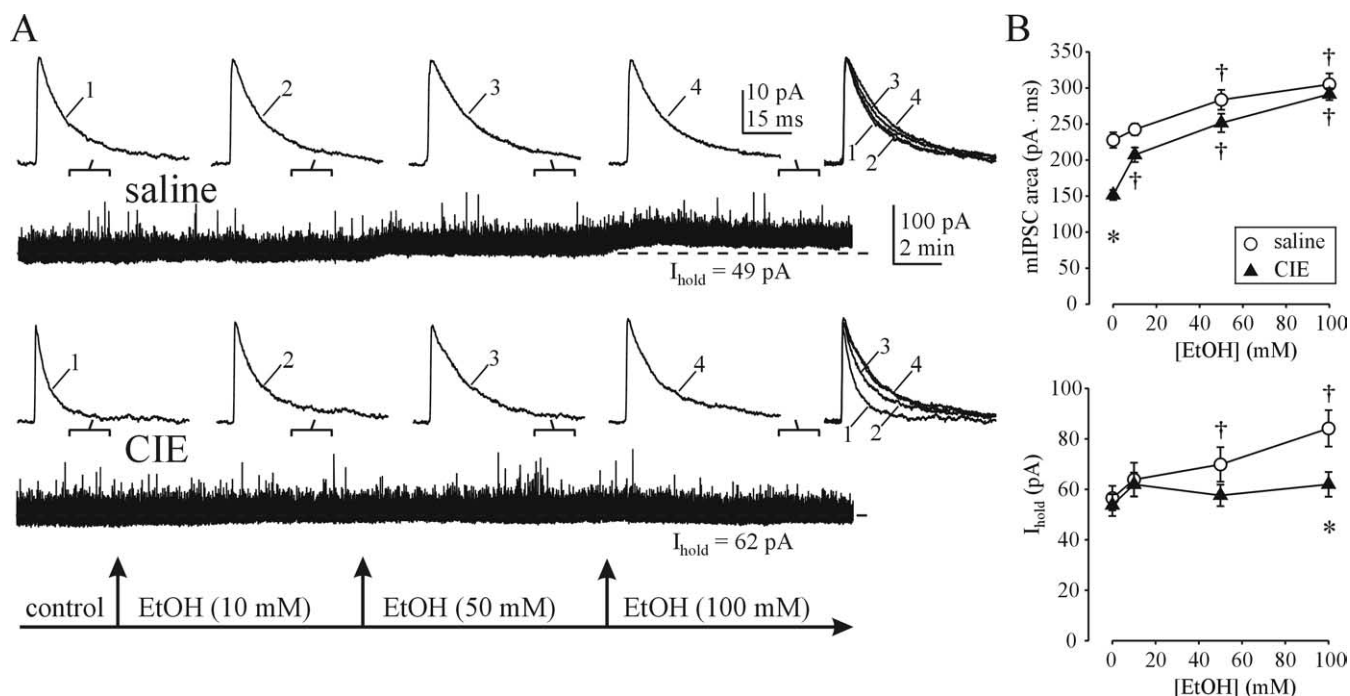 A
1
2
3
4
10 pA
15 ms
3
4
1
2
saline
100 pA
2 min
I_hold = 49 pA
1
2
3
4
3
4
1
2
CIE
I_hold = 62 pA
control
EtOH (10 mM)
EtOH (50 mM)
EtOH (100 mM)
B
mIPSC area (pA · ms)
350
300
250
200
150
100
50
0
†
†
†
†
†
*
saline
CIE
0 20 40 60 80 100
[EtOH] (mM)
I_hold (pA)
100
80
60
40
20
0
†
†
*
0 20 40 60 80 100
[EtOH] (mM)